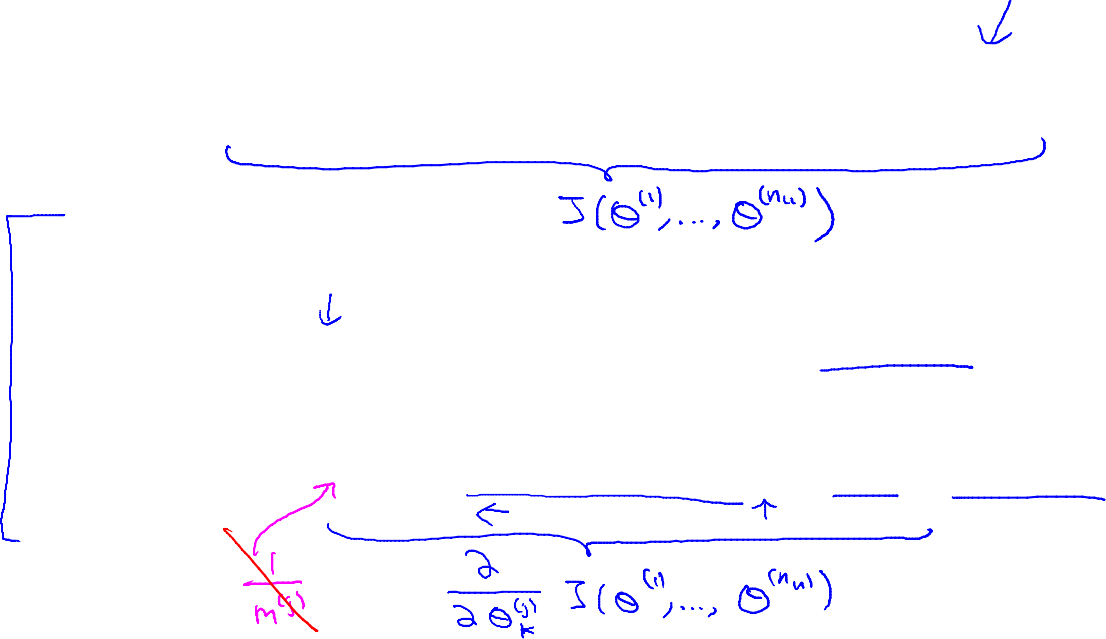 J(θ^(1),..., θ^(nu))
1/m^(j) ∂/∂θ_k^(j) J(θ^(1),..., θ^(nu))